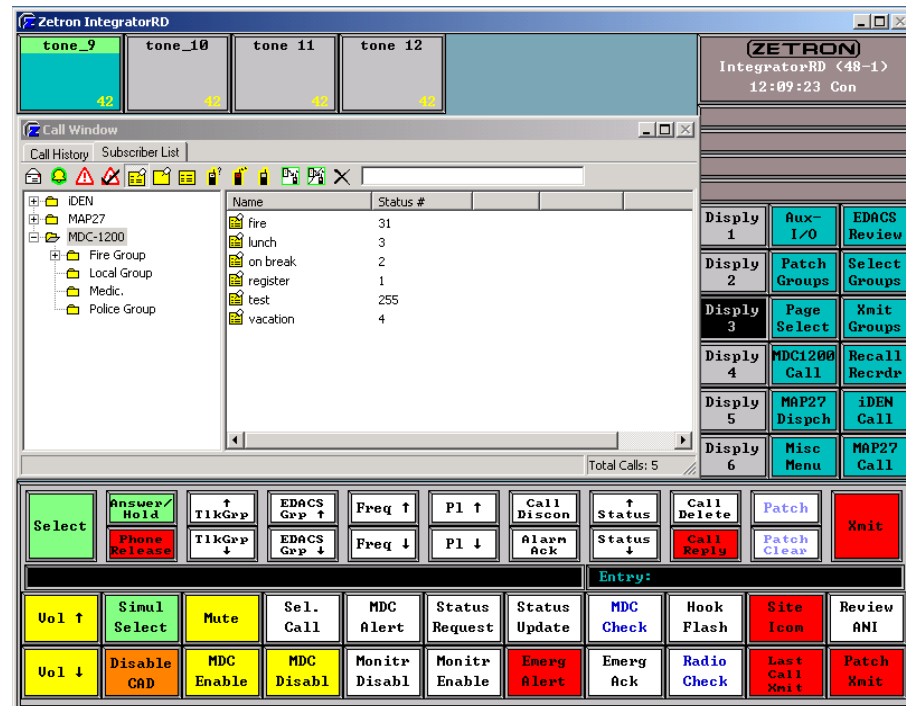 Zetron IntegratorRD
tone_9
42
tone_10
42
tone 11
42
tone 12
42
ZETRON
IntegratorRD (48-1)
12:09:23 Con
Call Window
Call History
Subscriber List
iDEN
MAP27
MDC-1200
Fire Group
Local Group
Medic.
Police Group
Name
Status #
fire
31
lunch
3
on break
2
register
1
test
255
vacation
4
Total Calls: 5
Disply
1
Aux-
I/O
EDACS
Review
Disply
2
Patch
Groups
Select
Groups
Disply
3
Page
Select
Xmit
Groups
Disply
4
MDC1200
Call
Recall
Recrdr
Disply
5
MAP27
Dispch
iDEN
Call
Disply
6
Misc
Menu
MAP27
Call
Select
Answer/
Hold
↑
TlkGrp
EDACS
Grp ↑
Freq ↑
Pl ↑
Call
Discon
↑
Status
Call
Delete
Patch
Xmit
Phone
Release
TlkGrp
↓
EDACS
Grp ↓
Freq ↓
Pl ↓
Alarm
Ack
Status
↓
Call
Reply
Patch
Clear
Entry:
Vol ↑
Simul
Select
Mute
Sel.
Call
MDC
Alert
Status
Request
Status
Update
MDC
Check
Hook
Flash
Site
Icom
Review
ANI
Vol ↓
Disable
CAD
MDC
Enable
MDC
Disabl
Monitr
Disabl
Monitr
Enable
Emerg
Alert
Emerg
Ack
Radio
Check
Last
Call
Xmit
Patch
Xmit